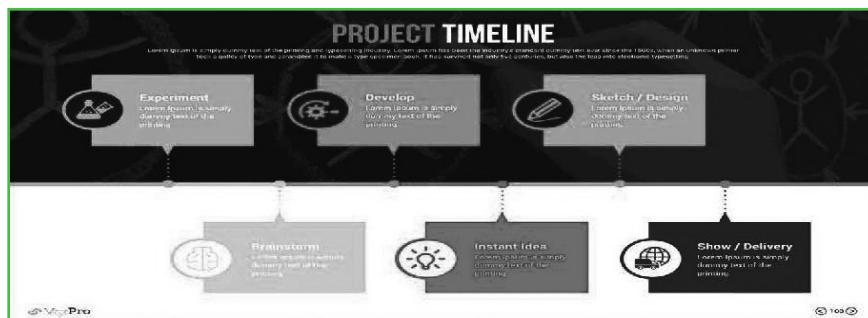 PROJECT TIMELINE
Lorem Ipsum is simply dummy text of the printing and typesetting industry. Lorem Ipsum has been the industry's standard dummy text ever since the 1500s, when an unknown printer
took a galley of type and scrambled it to make a type specimen book. It has survived not only five centuries, but also the leap into electronic typesetting
Experiment
Lorem Ipsum is simply
dummy text of the
printing
Develop
Lorem Ipsum is simply
dummy text of the
printing
Sketch / Design
Lorem Ipsum is simply
dummy text of the
printing
Brainstorm
Lorem Ipsum is simply
dummy text of the
printing
Instant Idea
Lorem Ipsum is simply
dummy text of the
printing
Show / Delivery
Lorem Ipsum is simply
dummy text of the
printing
Pro
100